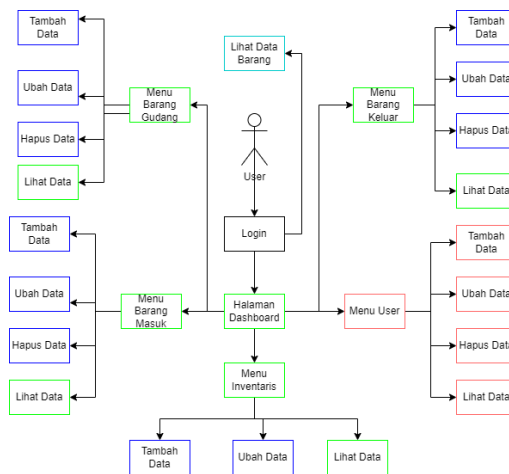 Tambah
Data
Ubah Data
Hapus Data
Lihat Data
Menu
Barang
Gudang
Lihat Data
Barang
User
Login
Menu
Barang
Keluar
Tambah
Data
Ubah Data
Hapus Data
Lihat Data
Tambah
Data
Ubah Data
Hapus Data
Lihat Data
Menu
Barang
Masuk
Halaman
Dashboard
Menu User
Tambah
Data
Ubah Data
Hapus Data
Lihat Data
Menu
Inventaris
Tambah
Data
Ubah Data
Lihat Data